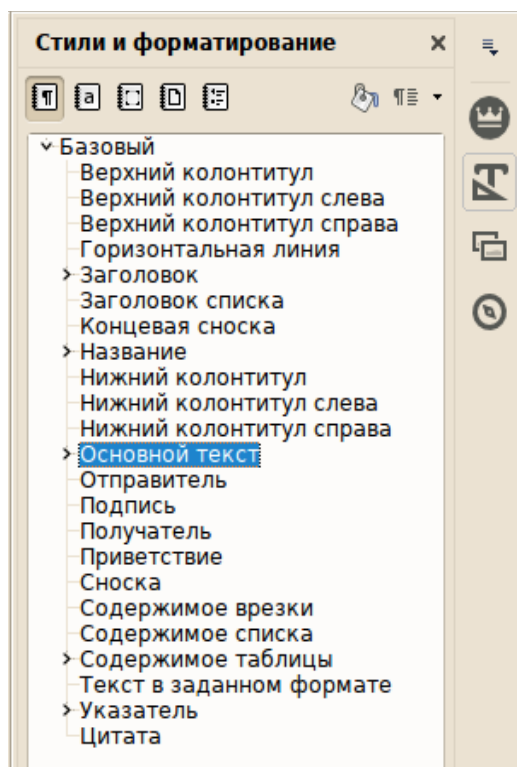 Стили и форматирование
Базовый
Верхний колонтитул
Верхний колонтитул слева
Верхний колонтитул справа
Горизонтальная линия
Заголовок
Заголовок списка
Концевая сноска
Название
Нижний колонтитул
Нижний колонтитул слева
Нижний колонтитул справа
Основной текст
Отправитель
Подпись
Получатель
Приветствие
Сноска
Содержимое врезки
Содержимое списка
Содержимое таблицы
Текст в заданном формате
Указатель
Цитата